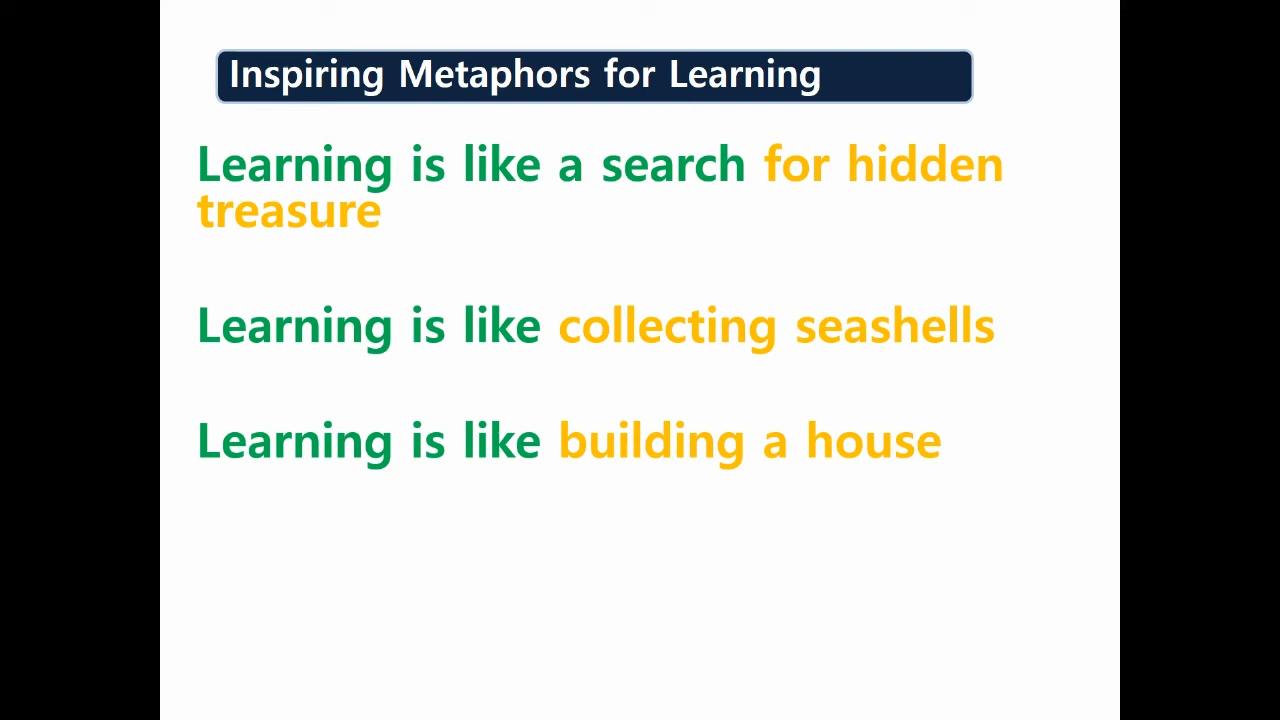 Inspiring Metaphors for Learning
Learning is like a search for hidden
treasure
Learning is like collecting seashells
Learning is like building a house